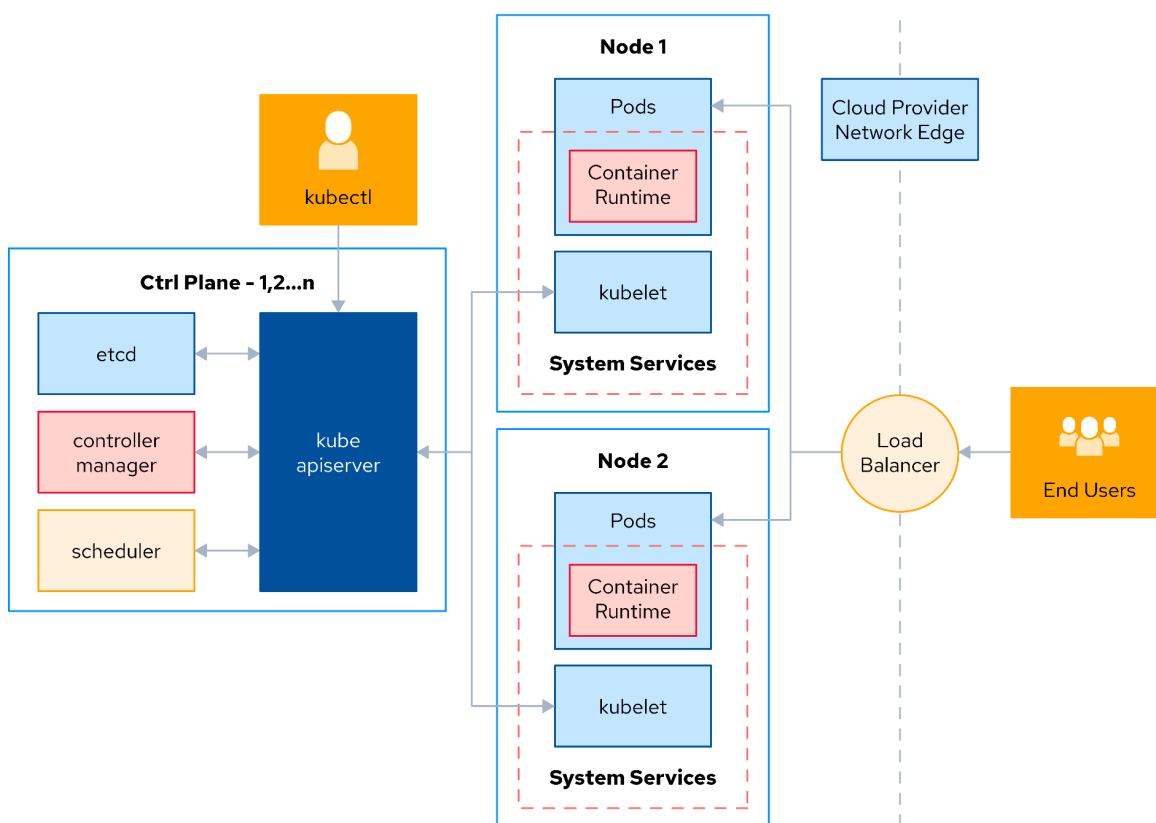 Node 1
Pods
Container
Runtime
kubelet
System Services
Cloud Provider
Network Edge
kubectl
Ctrl Plane - 1,2...n
etcd
controller
manager
scheduler
kube
apiserver
Node 2
Pods
Container
Runtime
kubelet
System Services
Load
Balancer
End Users